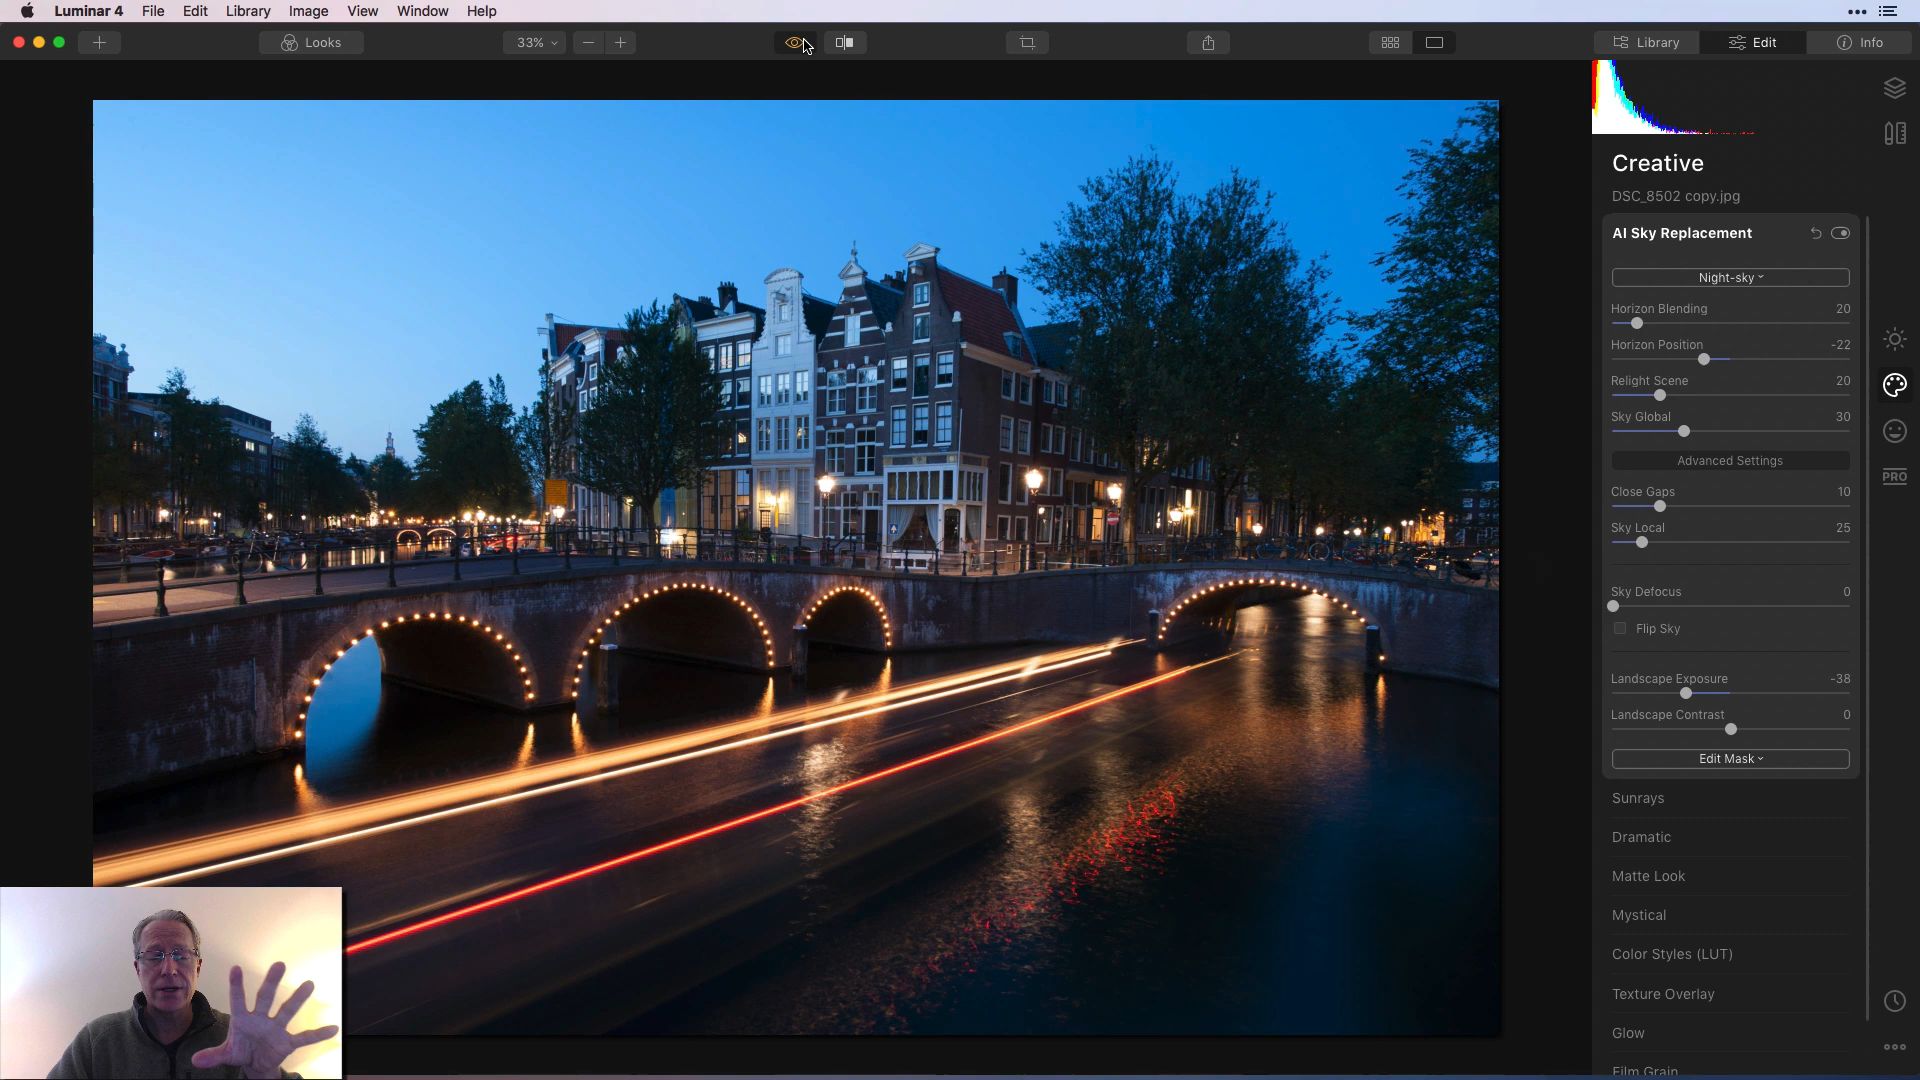 Luminar 4 File Edit Library Image View Window Help
Looks 33% Library Edit Info
Creative
DSC_8502 copy.jpg
AI Sky Replacement
Night-sky
Horizon Blending 20
Horizon Position -22
Relight Scene 20
Sky Global 30
Advanced Settings
Close Gaps 10
Sky Local 25
Sky Defocus 0
Flip Sky
Landscape Exposure -38
Landscape Contrast 0
Edit Mask
Sunrays
Dramatic
Matte Look
Mystical
Color Styles (LUT)
Texture Overlay
Glow
Film Grain
PRO